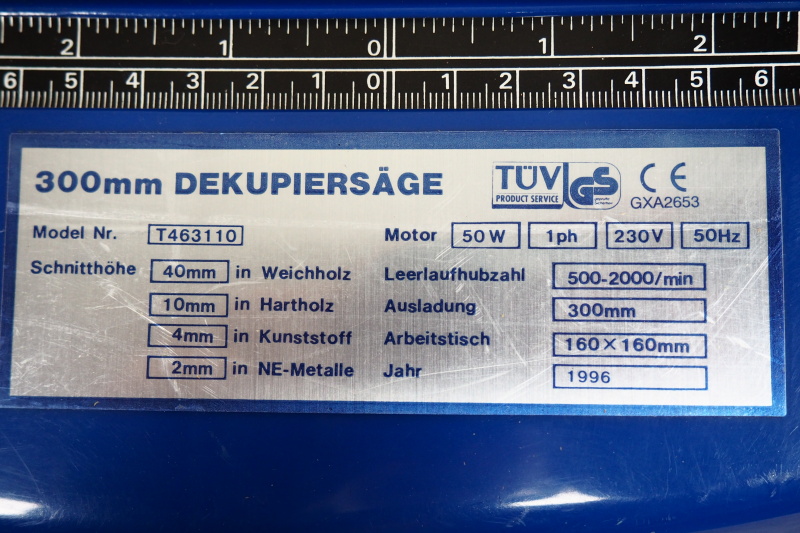 2 1 0 1 2
6 5 4 3 2 1 0 1 2 3 4 5 6
300mm DEKUPIERSÄGE TÜV PRODUCT SERVICE GS CE
GXA2653
Model Nr. T463110 Motor 50 W 1ph 230V 50Hz
Schnitthöhe 40mm in Weichholz Leerlaufhubzahl 500-2000/min
10mm in Hartholz Ausladung 300mm
4mm in Kunststoff Arbeitstisch 160×160mm
2mm in NE-Metalle Jahr 1996